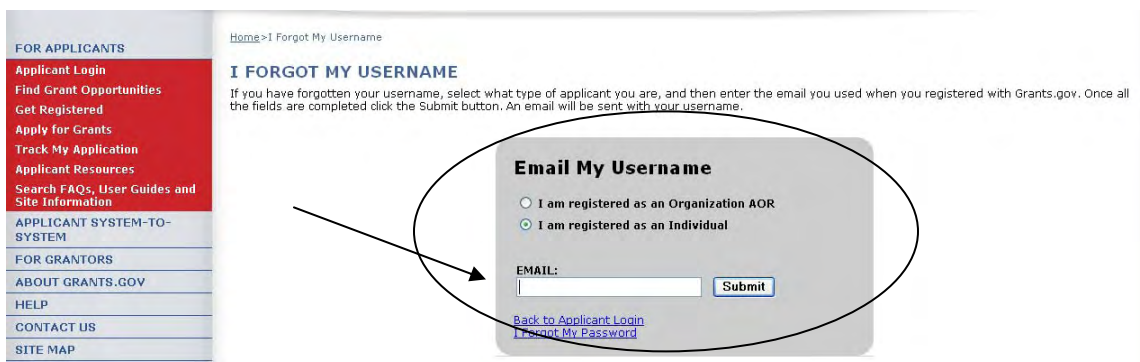 FOR APPLICANTS
Applicant Login
Find Grant Opportunities
Get Registered
Apply for Grants
Track My Application
Applicant Resources
Search FAQs, User Guides and
Site Information
APPLICANT SYSTEM-TO-
SYSTEM
FOR GRANTORS
ABOUT GRANTS.GOV
HELP
CONTACT US
SITE MAP
Home>I Forgot My Username
I FORGOT MY USERNAME
If you have forgotten your username, select what type of applicant you are, and then enter the email you used when you registered with Grants.gov. Once all
the fields are completed click the Submit button. An email will be sent with your username.
Email My Username
I am registered as an Organization AOR
I am registered as an Individual
EMAIL:
Submit
Back to Applicant Login
I Forgot My Password